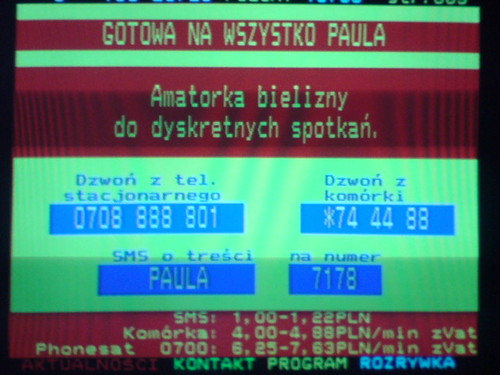 GOTOWA NA WSZYSTKO PAULA
Amatorka bielizny
do dyskretnych spotkań.
Dzwoń z tel.
stacjonarnego
0708 888 801
Dzwoń z
komórki
*74 44 88
SMS o treści
PAULA
na numer
7178
SMS: 1,00-1,22PLN
Komórka: 4,00-4,88PLN/min zVat
Phonesat 0700: 6,25-7,63PLN/min zVat
AKTUALNOŚCI KONTAKT PROGRAM ROZRYWKA